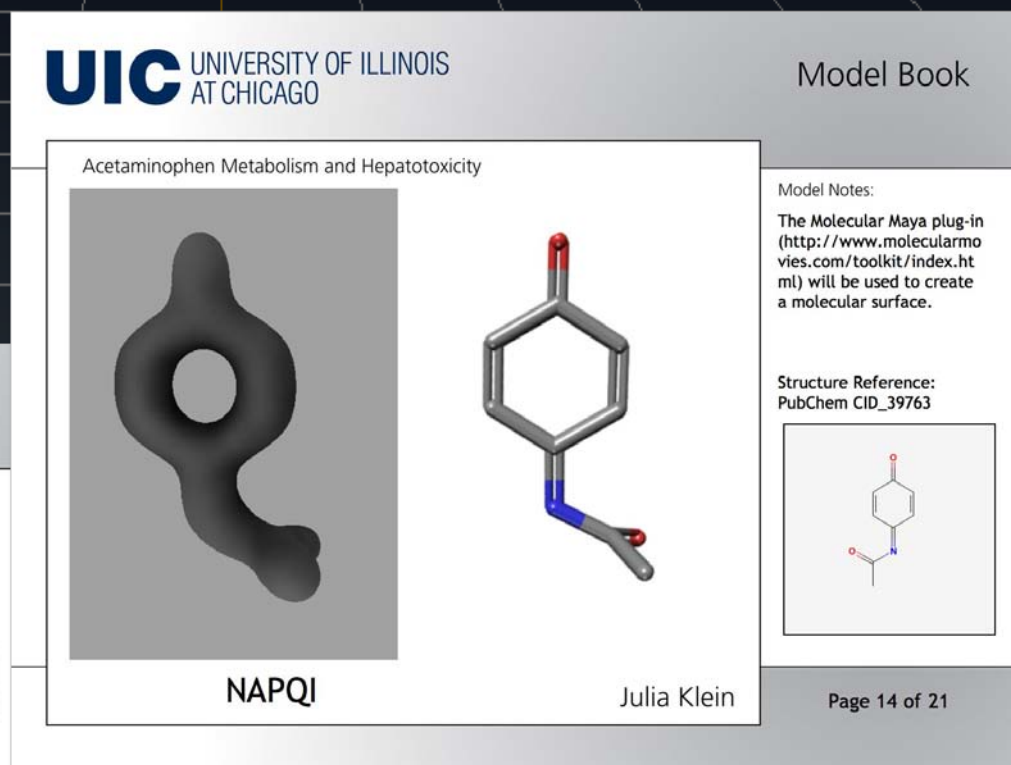 UIC UNIVERSITY OF ILLINOIS
AT CHICAGO
Model Book
Acetaminophen Metabolism and Hepatotoxicity
NAPQI
Julia Klein
Model Notes:
The Molecular Maya plug-in
(http://www.molecularmo
vies.com/toolkit/index.ht
ml) will be used to create
a molecular surface.
Structure Reference:
PubChem CID_39763
O
O
N
Page 14 of 21